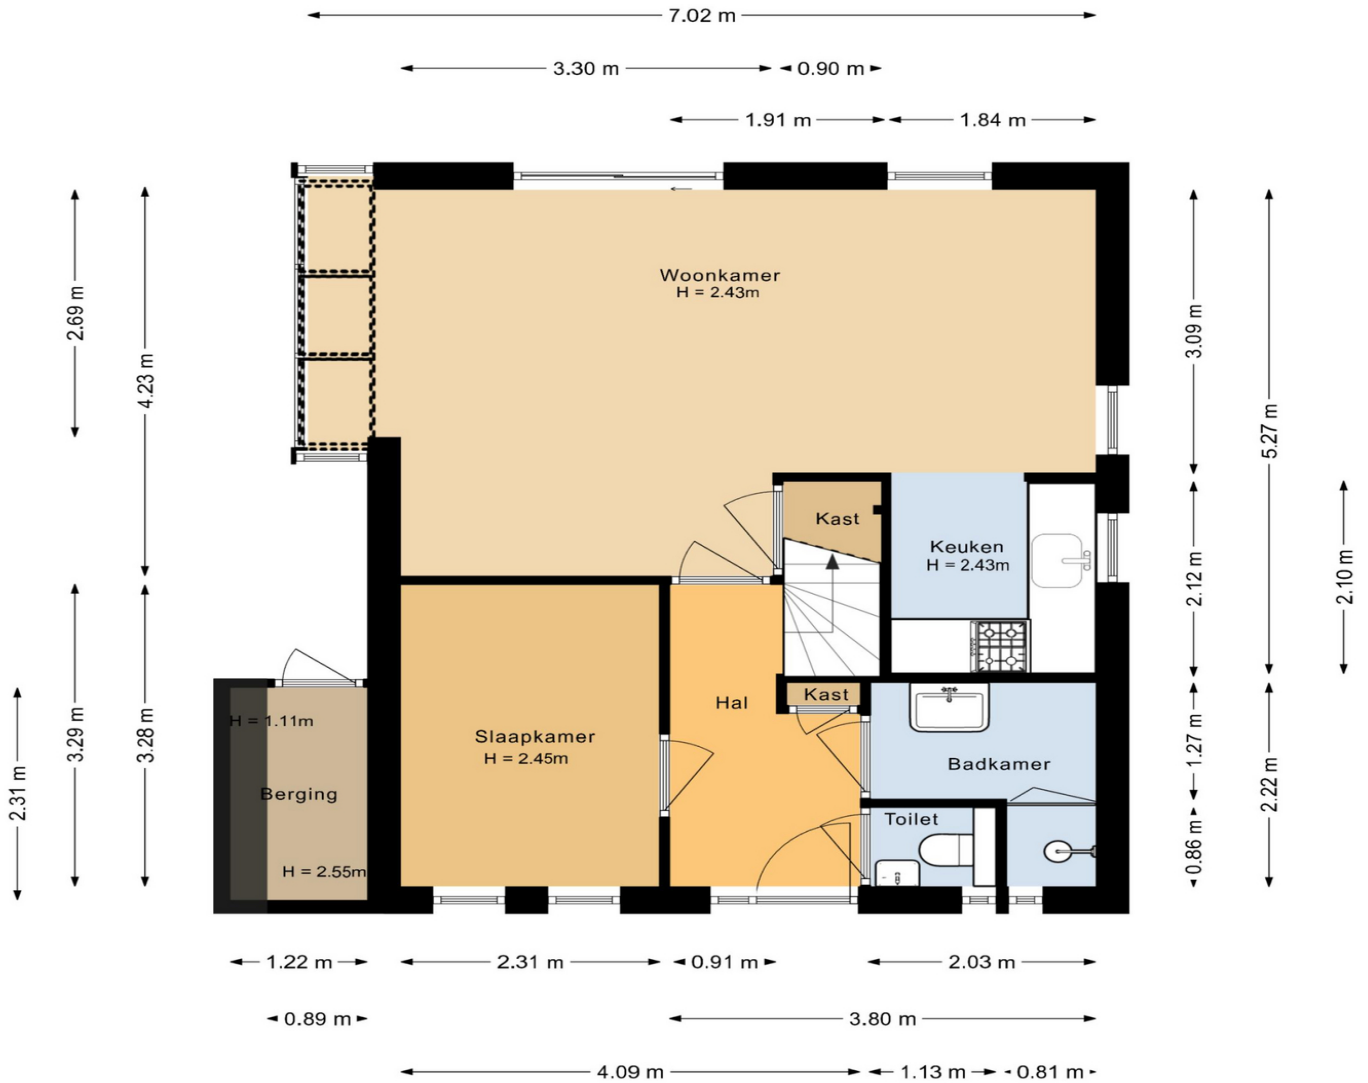 7.02 m
3.30 m
0.90 m
1.91 m
1.84 m
Woonkamer
H = 2.43m
2.69 m
4.23 m
3.09 m
5.27 m
Kast
Keuken
H = 2.43m
2.12 m
2.10 m
Hal
Kast
H = 1.11m
Slaapkamer
H = 2.45m
Badkamer
Berging
Toilet
H = 2.55m
2.31 m
3.29 m
3.28 m
1.27 m
0.86 m
2.22 m
1.22 m
2.31 m
0.91 m
2.03 m
0.89 m
3.80 m
4.09 m
1.13 m
0.81 m